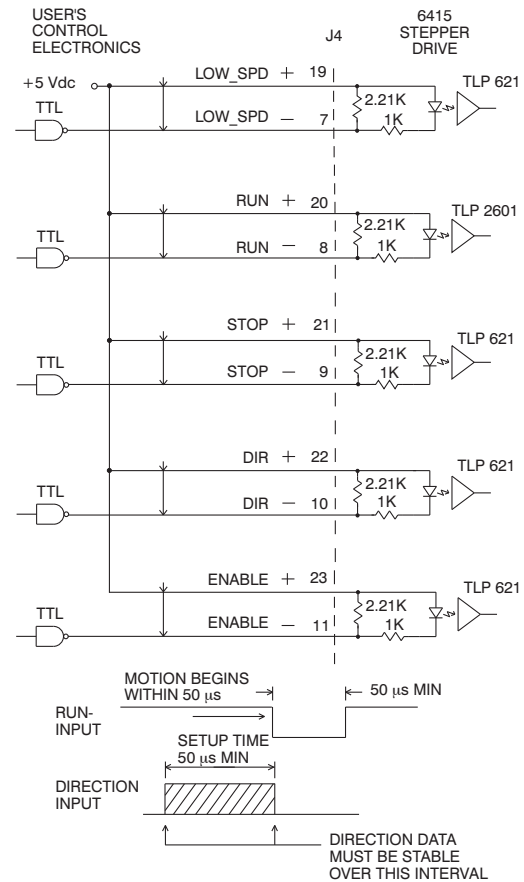 USER'S
CONTROL
ELECTRONICS
J4
6415
STEPPER
DRIVE
+5 Vdc
LOW_SPD + 19
TLP 621
2.21K
TTL
LOW_SPD – 7
1K
RUN + 20
TLP 2601
2.21K
TTL
RUN – 8
1K
STOP + 21
TLP 621
2.21K
TTL
STOP – 9
1K
DIR + 22
TLP 621
2.21K
TTL
DIR – 10
1K
ENABLE + 23
TLP 621
2.21K
TTL
ENABLE – 11
1K
MOTION BEGINS
WITHIN 50 µs
50 µs MIN
RUN-
INPUT
SETUP TIME
50 µs MIN
DIRECTION
INPUT
DIRECTION DATA
MUST BE STABLE
OVER THIS INTERVAL